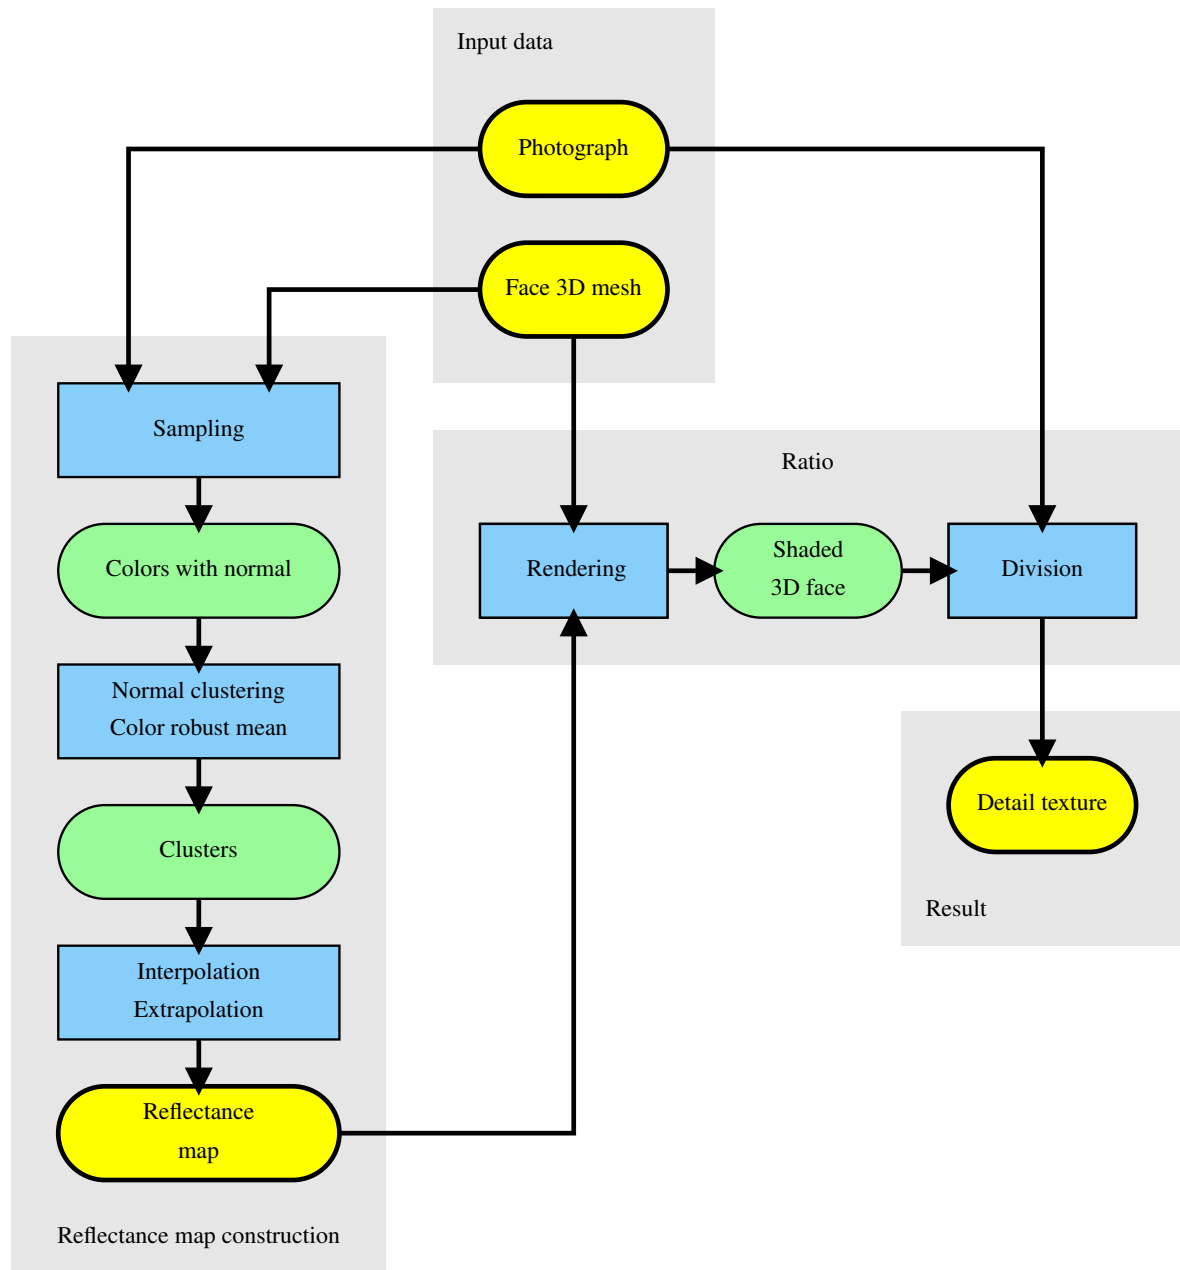 Input data
Photograph
Face 3D mesh
Sampling
Colors with normal
Normal clustering
Color robust mean
Clusters
Interpolation
Extrapolation
Reflectance
map
Reflectance map construction
Ratio
Rendering
Shaded
3D face
Division
Detail texture
Result